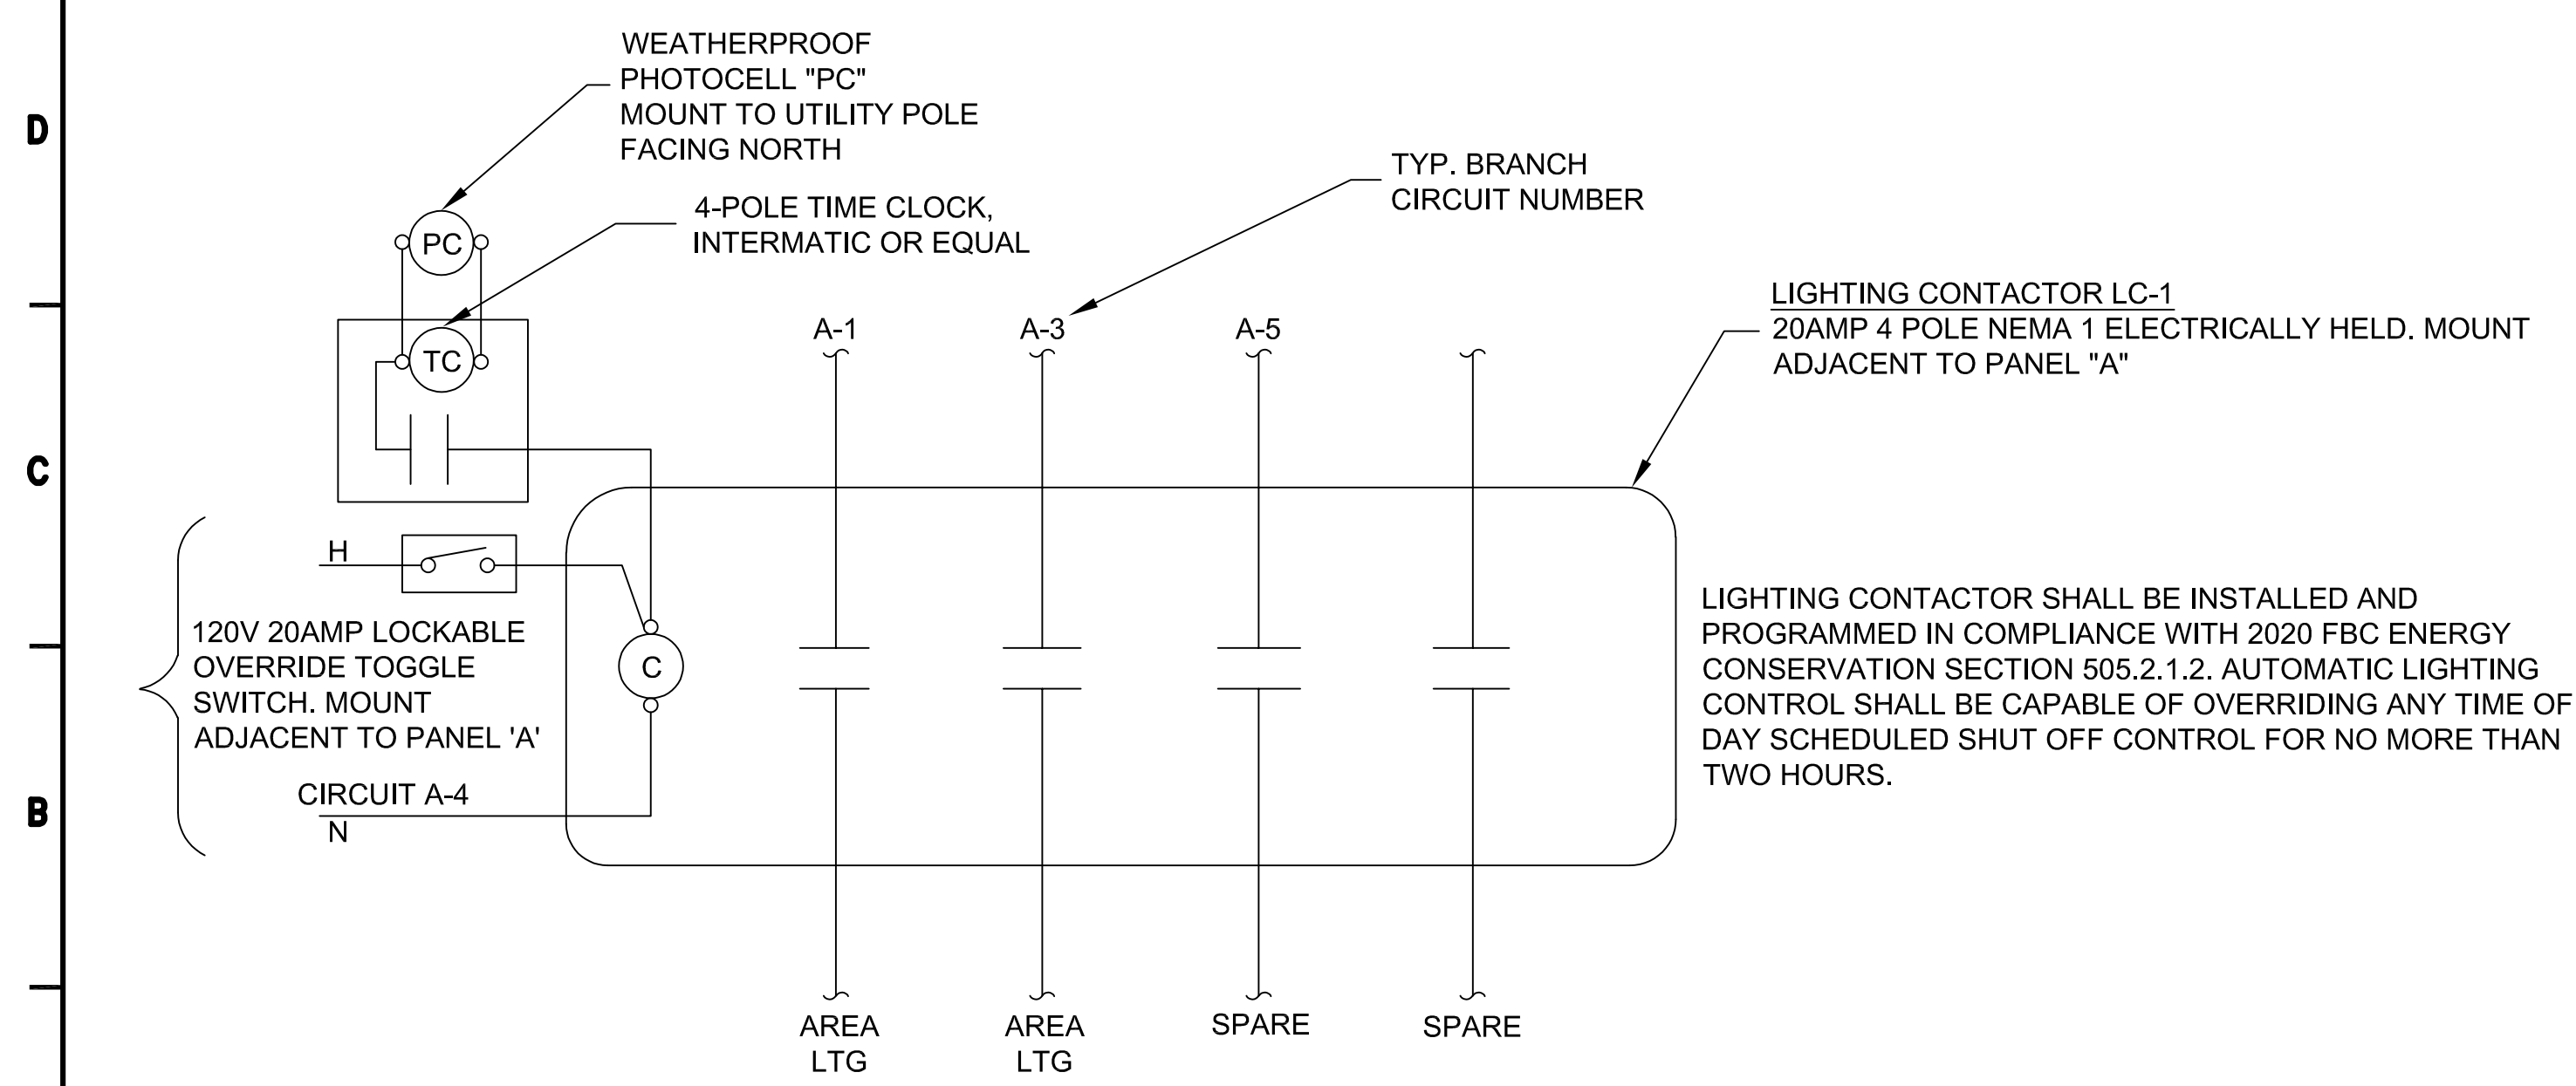 WEATHERPROOF
PHOTOCELL "PC"
MOUNT TO UTILITY POLE
FACING NORTH
D
TYP. BRANCH
CIRCUIT NUMBER
4-POLE TIME CLOCK,
INTERMATIC OR EQUAL
PC
LIGHTING CONTACTOR LC-1
20AMP 4 POLE NEMA 1 ELECTRICALLY HELD. MOUNT
ADJACENT TO PANEL "A"
A-1
A-3
A-5
TC
C
H
120V 20AMP LOCKABLE
OVERRIDE TOGGLE
SWITCH. MOUNT
ADJACENT TO PANEL 'A'
C
LIGHTING CONTACTOR SHALL BE INSTALLED AND
PROGRAMMED IN COMPLIANCE WITH 2020 FBC ENERGY
CONSERVATION SECTION 505.2.1.2. AUTOMATIC LIGHTING
CONTROL SHALL BE CAPABLE OF OVERRIDING ANY TIME OF
DAY SCHEDULED SHUT OFF CONTROL FOR NO MORE THAN
TWO HOURS.
CIRCUIT A-4
N
B
AREA
LTG
AREA
LTG
SPARE
SPARE